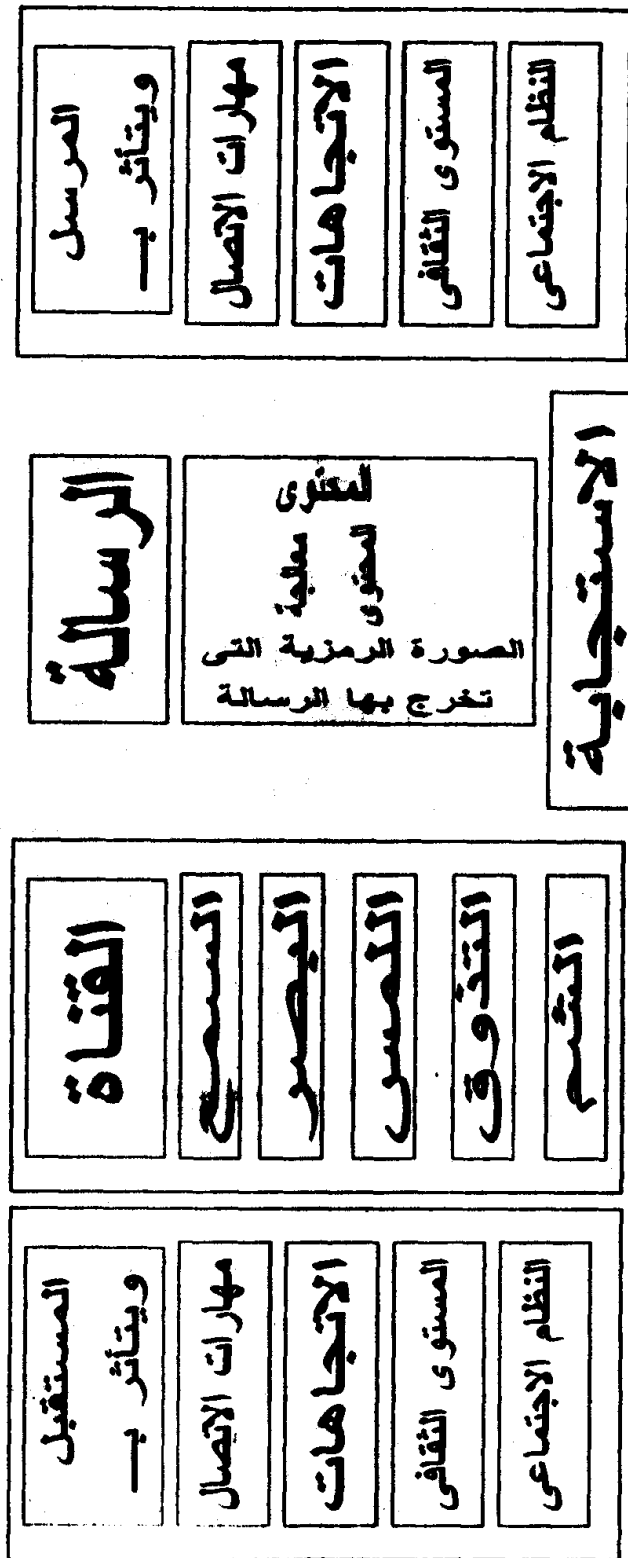 المرسل
ويتأثر بـ
مهارات الاتصال
الاتجاهات
المستوى الثقافى
النظام الاجتماعى
الرسالة
المحتوى
معالجة
المحتوى
الصورة الرمزية التى
تخرج بها الرسالة
الاستجابة
القناة
السمع
البصر
اللمس
التذوق
الشم
المستقبل
ويتأثر بـ
مهارات الاتصال
الاتجاهات
المستوى الثقافى
النظام الاجتماعى